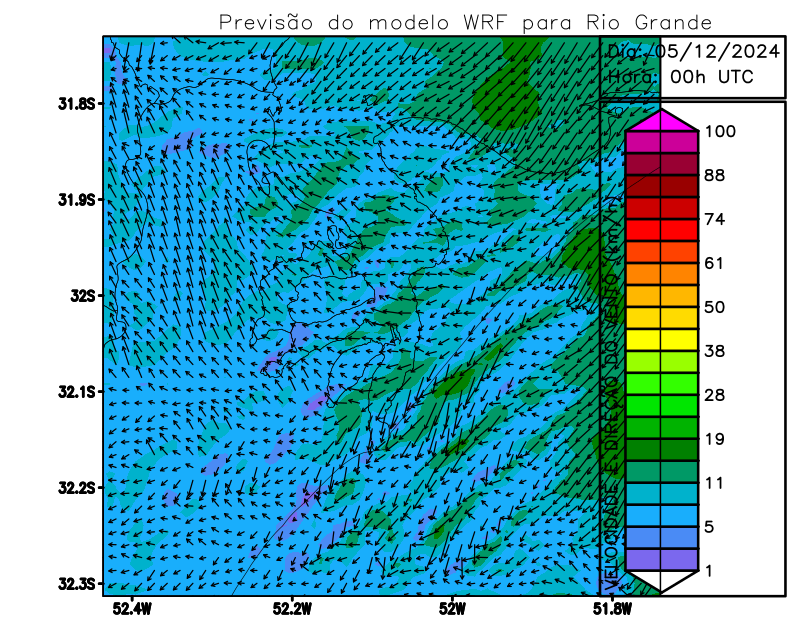 Previsão do modelo WRF para Rio Grande
Dia: 05/12/2024
Hora: 00h UTC
VELOCIDADE E DIREÇÃO DO VENTO (km/h)
100
88
74
61
50
38
28
19
11
5
1
31.8S
31.9S
32S
32.1S
32.2S
32.3S
52.4W
52.2W
52W
51.8W